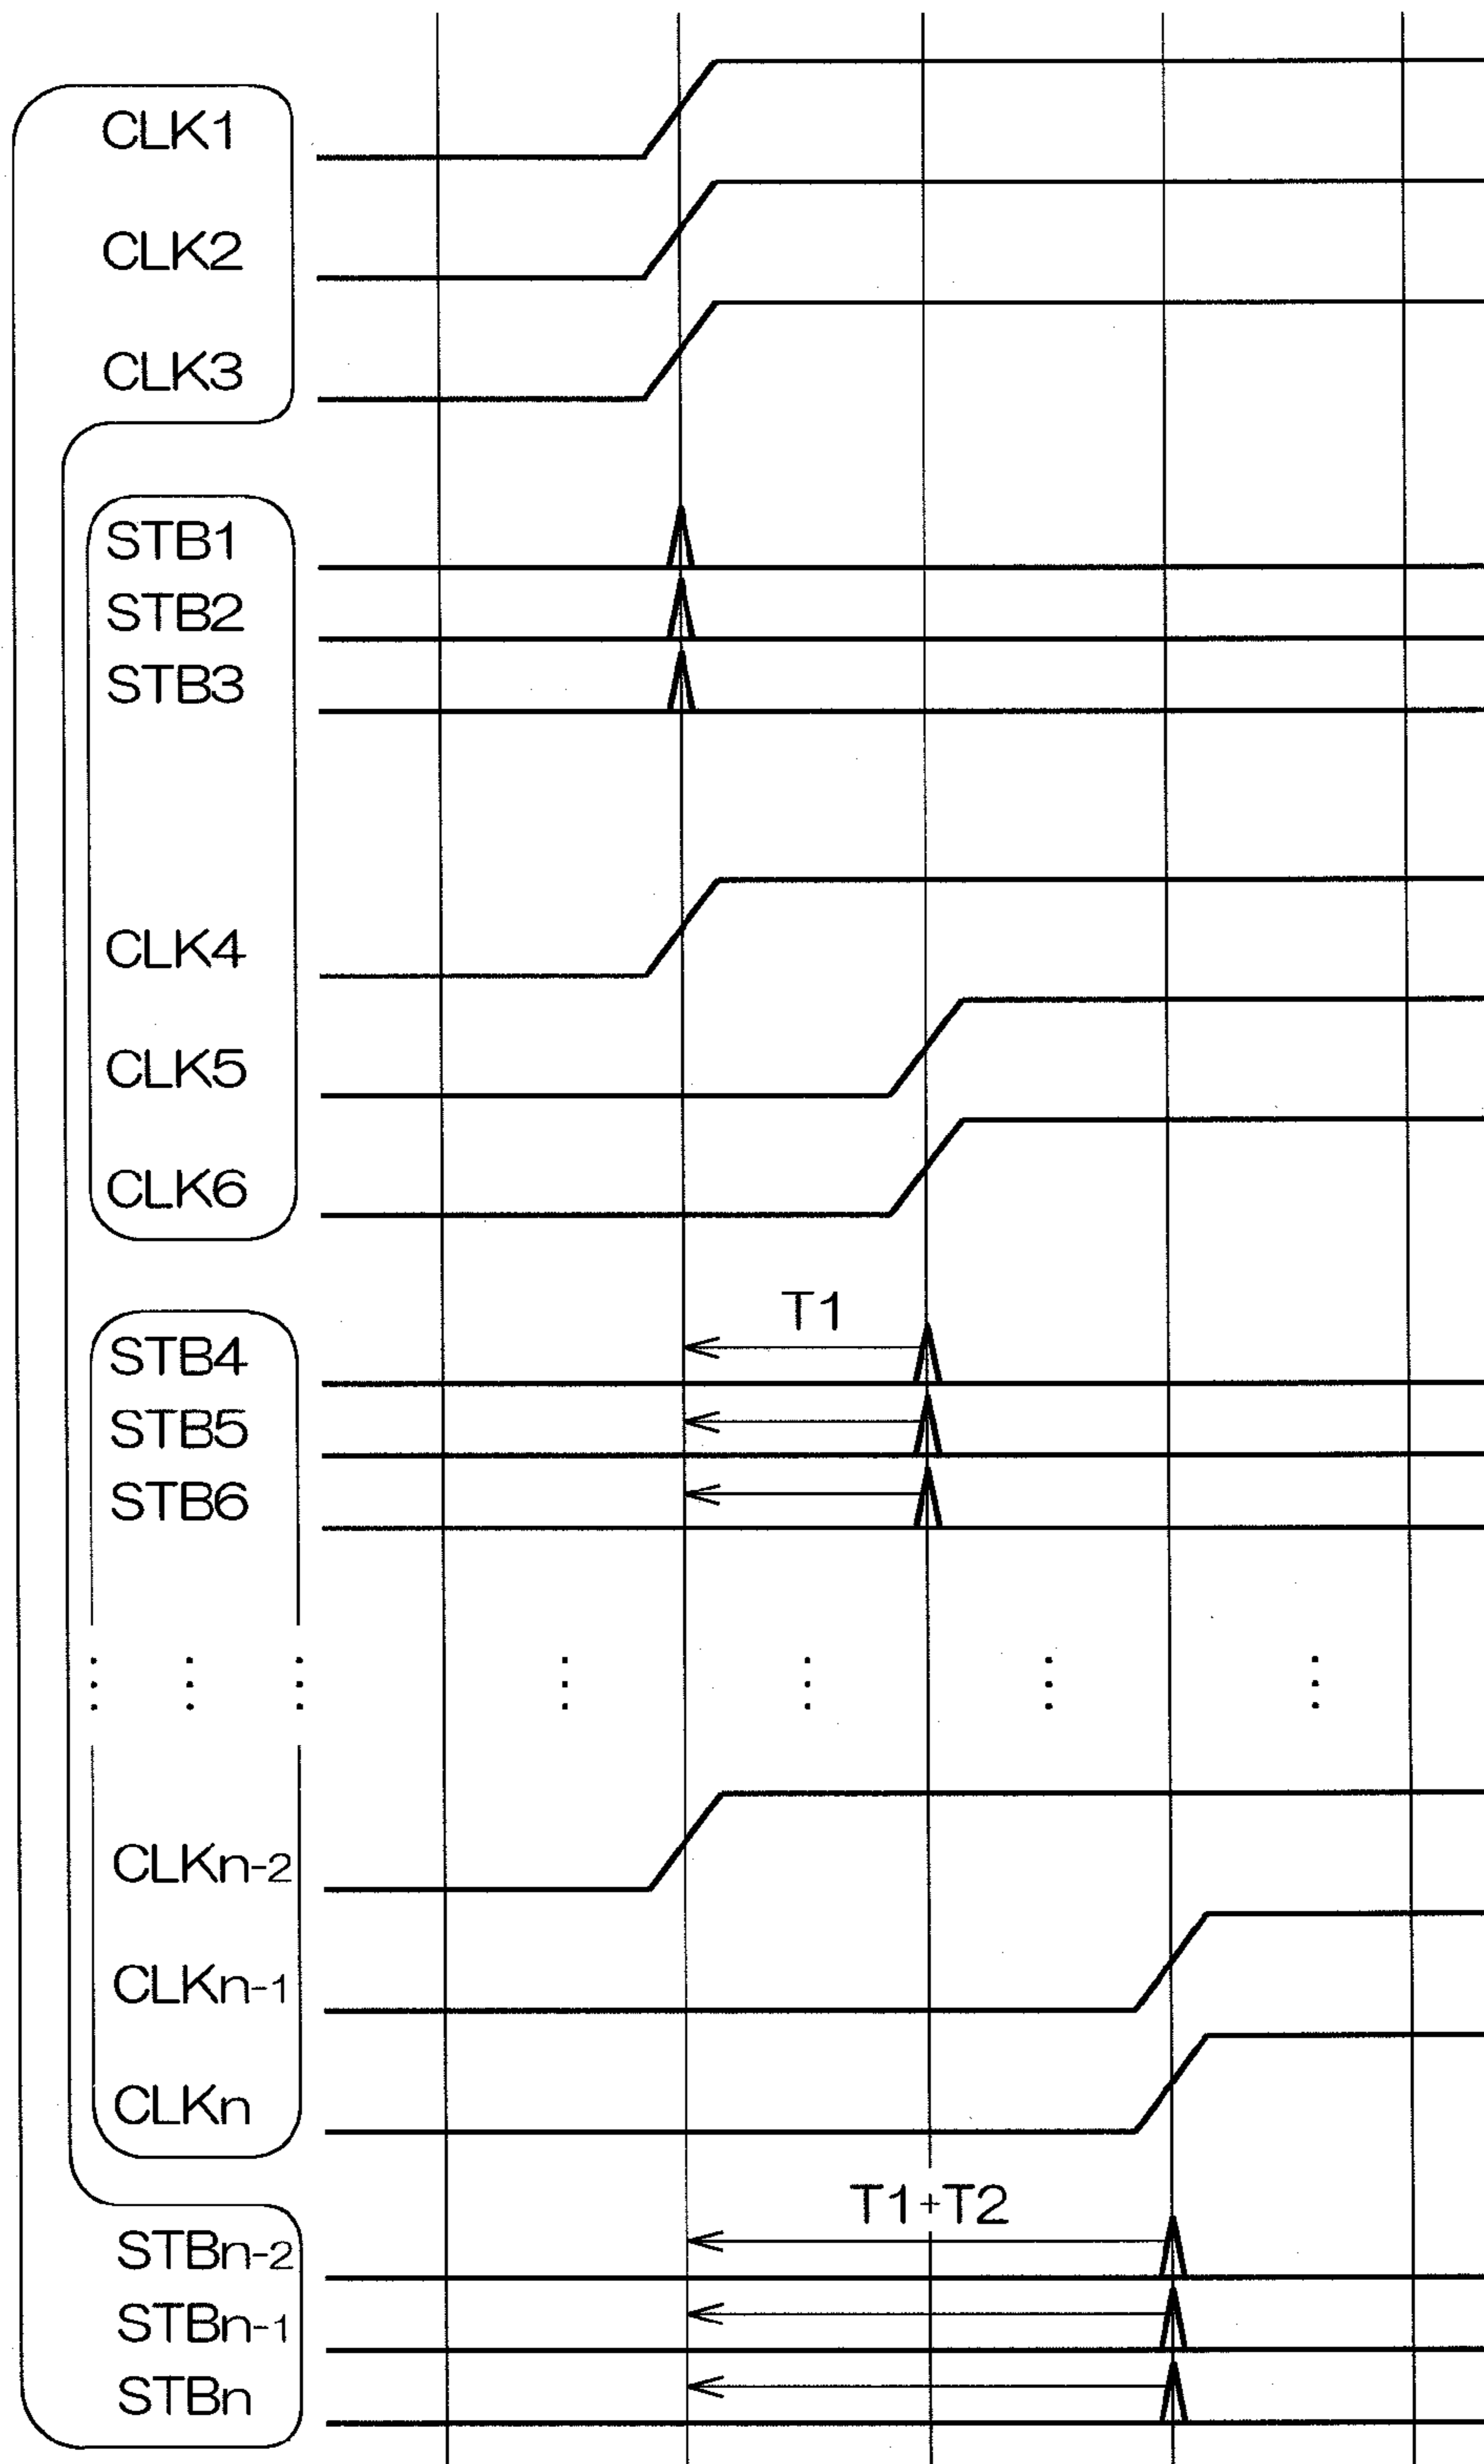 CLK1
CLK2
CLK3
STB1
STB2
STB3
CLK4
CLK5
CLK6
T1
STB4
STB5
STB6
CLKn-2
CLKn-1
CLKn
T1+T2
STBn-2
STBn-1
STBn